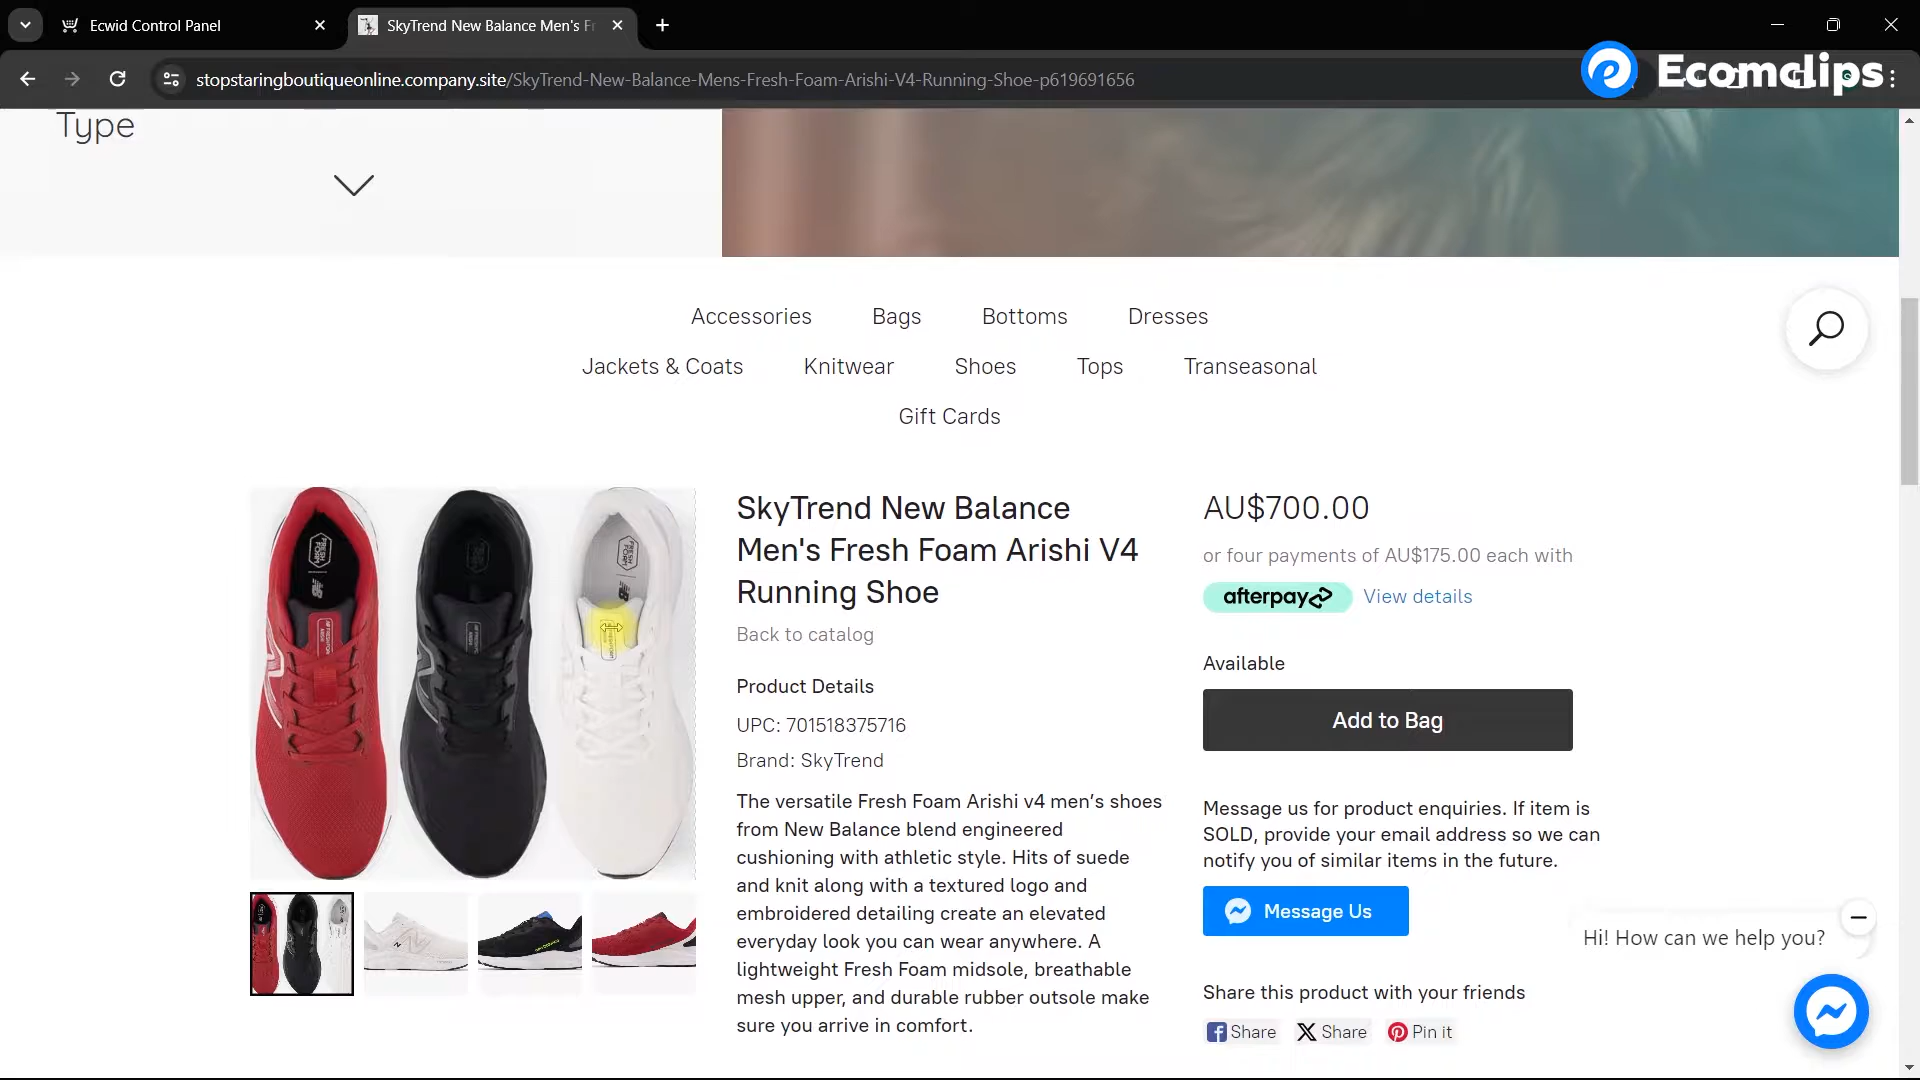 Ecwid Control Panel
SkyTrend New Balance Men's Fr
stopstaringboutiqueonline.company.site/SkyTrend-New-Balance-Mens-Fresh-Foam-Arishi-V4-Running-Shoe-p619691656
Ecomclips
Type
Accessories Bags Bottoms Dresses
Jackets & Coats Knitwear Shoes Tops Transeasonal
Gift Cards
SkyTrend New Balance
Men's Fresh Foam Arishi V4
Running Shoe
Back to catalog
Product Details
UPC: 701518375716
Brand: SkyTrend
The versatile Fresh Foam Arishi v4 men’s shoes
from New Balance blend engineered
cushioning with athletic style. Hits of suede
and knit along with a textured logo and
embroidered detailing create an elevated
everyday look you can wear anywhere. A
lightweight Fresh Foam midsole, breathable
mesh upper, and durable rubber outsole make
sure you arrive in comfort.
AU$700.00
or four payments of AU$175.00 each with
afterpay View details
Available
Add to Bag
Message us for product enquiries. If item is
SOLD, provide your email address so we can
notify you of similar items in the future.
Message Us
Share this product with your friends
Share Share Pin it
Hi! How can we help you?